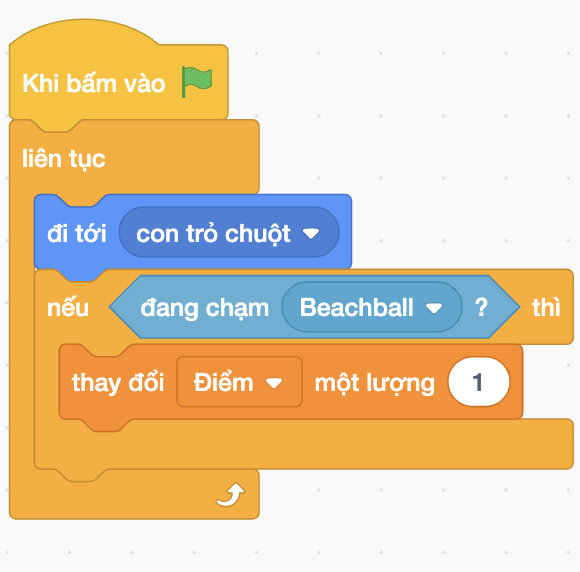 Khi bấm vào
liên tục
đi tới con trỏ chuột
nếu đang chạm Beachball ? thì
thay đổi Điểm một lượng 1